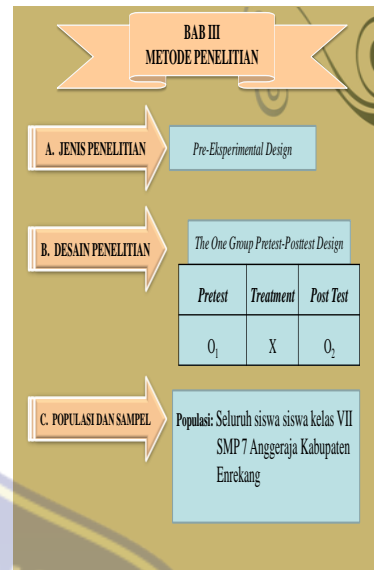 BAB III
METODE PENELITIAN
A. JENIS PENELITIAN
Pre-Eksperimental Design
B. DESAIN PENELITIAN
The One Group Pretest-Posttest Design
Pretest Treatment Post Test
O₁ X O₂
C. POPULASI DAN SAMPEL
Populasi: Seluruh siswa siswa kelas VII
SMP 7 Anggeraja Kabupaten
Enrekang